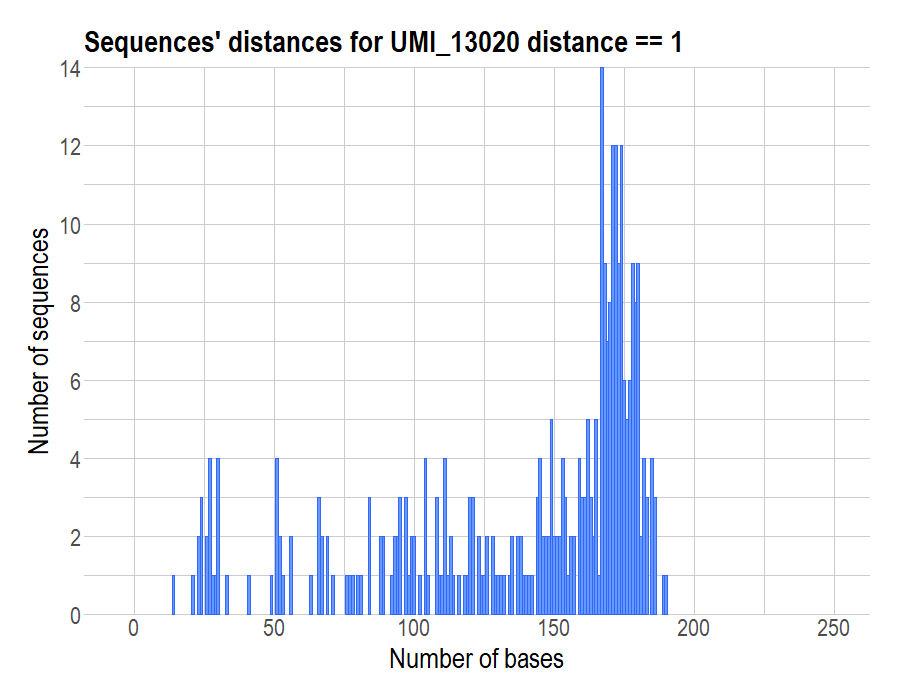 Sequences' distances for UMI_13020 distance == 1
14
12
10
8
6
4
2
0
Number of sequences
0 50 100 150 200 250
Number of bases